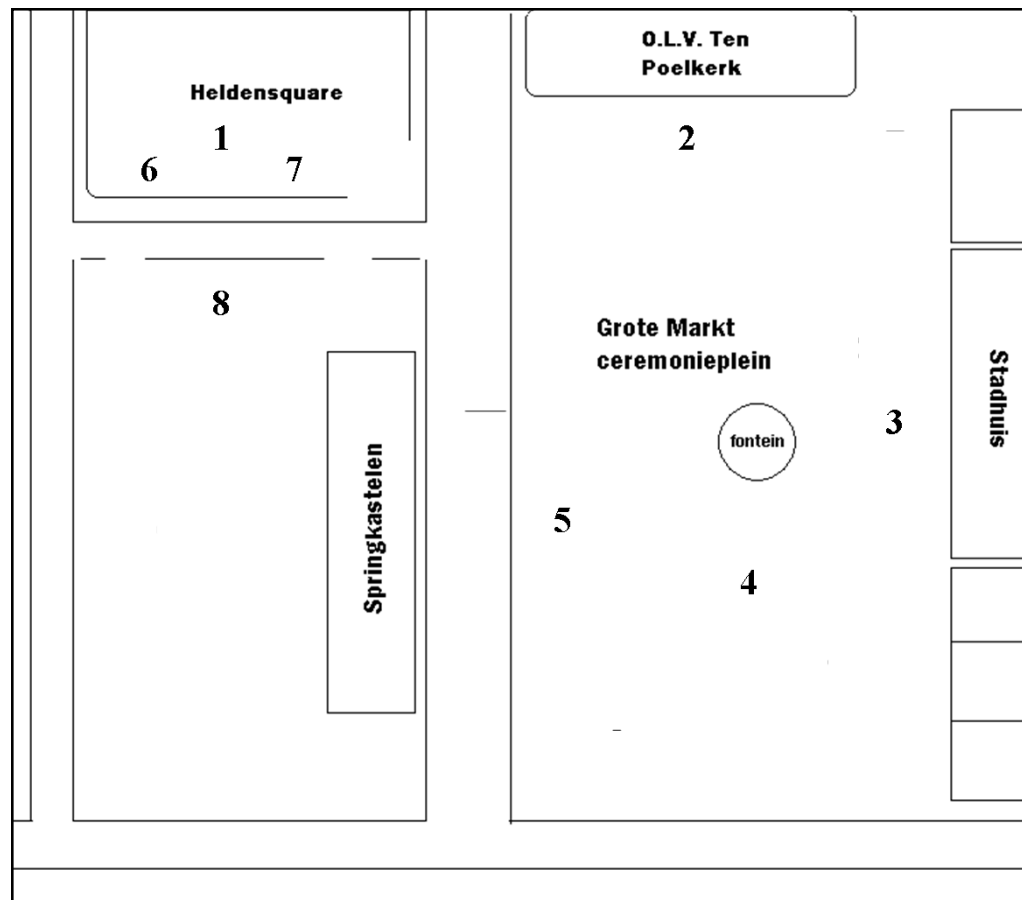 O.L.V. Ten
Poelkerk
Heldensquare
1
2
6
7
8
Grote Markt
ceremonieplein
Stadhuis
3
fontein
Springkastelen
5
4